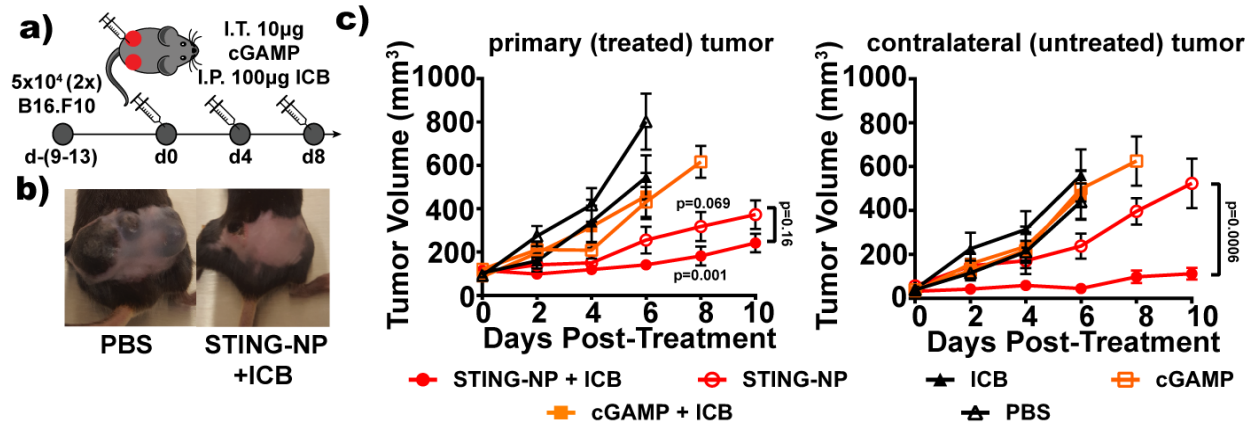 a)
I.T. 10µg
cGAMP
I.P. 100µg ICB
5x10⁴ (2x)
B16.F10
d-(9-13)
d0
d4
d8
b)
PBS
STING-NP
+ICB
c)
primary (treated) tumor
Tumor Volume (mm³)
1000
800
600
400
200
0
p=0.069
p=0.16
p=0.001
0 2 4 6 8 10
Days Post-Treatment
contralateral (untreated) tumor
Tumor Volume (mm³)
1000
800
600
400
200
0
p=0.0006
0 2 4 6 8 10
Days Post-Treatment
STING-NP + ICB
STING-NP
ICB
cGAMP
cGAMP + ICB
PBS